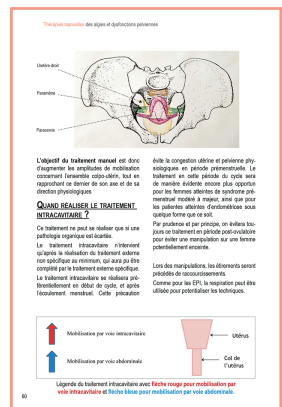 Thérapies manuelles des algies et dysfonctions pelviennes
Uretère droit
Paramètre
Paracervix
L'objectif du traitement manuel est donc
d'augmenter les amplitudes de mobilisation
concernant l'ensemble colpo-utérin, tout en
rapprochant ce dernier de son axe et de sa
direction physiologiques
QUAND RÉALISER LE TRAITEMENT
INTRACAVITAIRE ?
Ce traitement ne peut se réaliser que si une
pathologie organique est écartée.
Le traitement intracavitaire n'intervient
qu'après la réalisation du traitement externe
non spécifique au minimum, qui aura pu être
complété par le traitement externe spécifique.
Le traitement intracavitaire se réalisera pré-
férentiellement en début de cycle, et après
l'écoulement menstruel. Cette précaution
évite la congestion utérine et pelvienne phy-
siologique en période prémenstruelle. Le
traitement en cette période du cycle sera
de manière évidente encore plus opportun
pour les femmes atteintes de syndrome pré-
menstruel modéré à majeur, ainsi que pour
les patientes atteintes d'endométriose sous
quelque forme que ce soit.
Par prudence et par principe, on évitera tou-
jours ce traitement en période post-ovulatoire
pour éviter une manipulation sur une femme
potentiellement enceinte.
Lors des manipulations, les étirements seront
précédés de raccourcissements.
Comme pour les EPI, la respiration peut être
utilisée pour potentialiser les techniques.
Mobilisation par voie intracavitaire
Mobilisation par voie abdominale
Utérus
Col de
l'utérus
Légende du traitement intracavitaire avec flèche rouge pour mobilisation par
voie intracavitaire et flèche bleue pour mobilisation par voie abdominale.
60